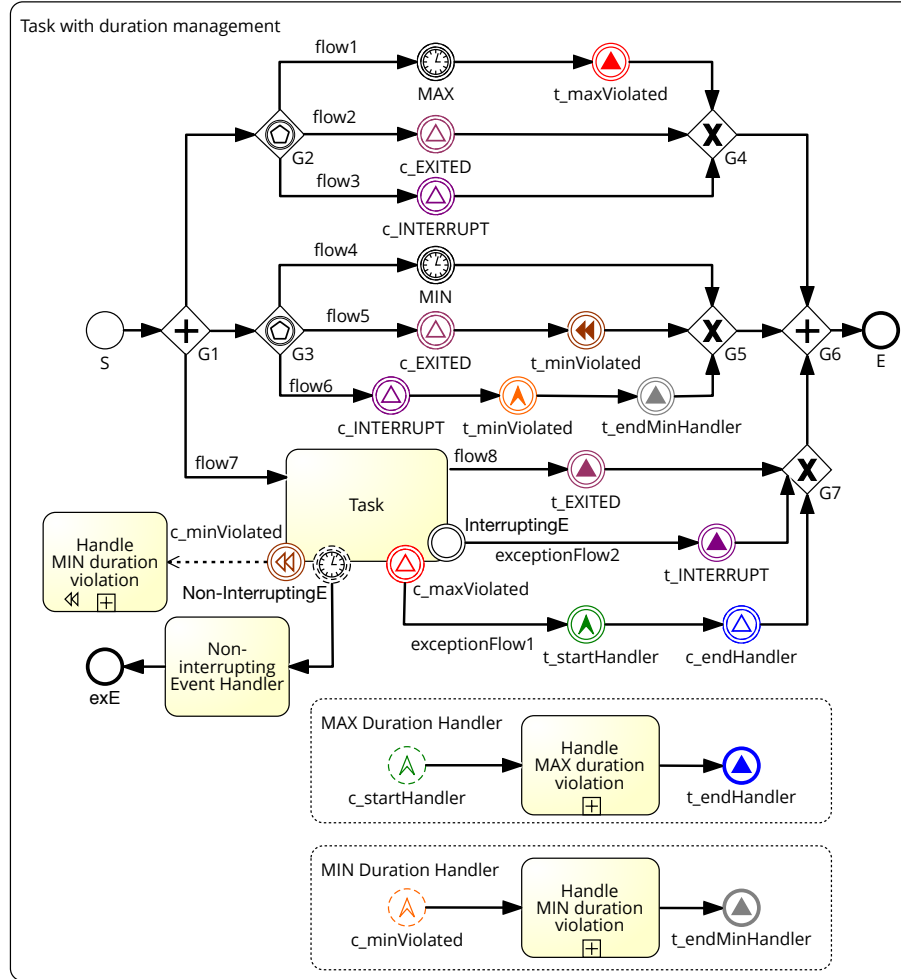 Task with duration management
flow1
MAX
t_maxViolated
flow2
G2
c_EXITED
G4
flow3
c_INTERRUPT
flow4
MIN
flow5
S
G1
G3
c_EXITED
t_minViolated
G5
G6
E
flow6
c_INTERRUPT
t_minViolated
t_endMinHandler
flow7
flow8
Task
t_EXITED
G7
c_minViolated
InterruptingE
Handle
MIN duration
violation
exceptionFlow2
t_INTERRUPT
Non-InterruptingE
c_maxViolated
exceptionFlow1
t_startHandler
c_endHandler
Non-
interrupting
Event Handler
exE
MAX Duration Handler
Handle
MAX duration
violation
c_startHandler
t_endHandler
MIN Duration Handler
Handle
MIN duration
violation
c_minViolated
t_endMinHandler